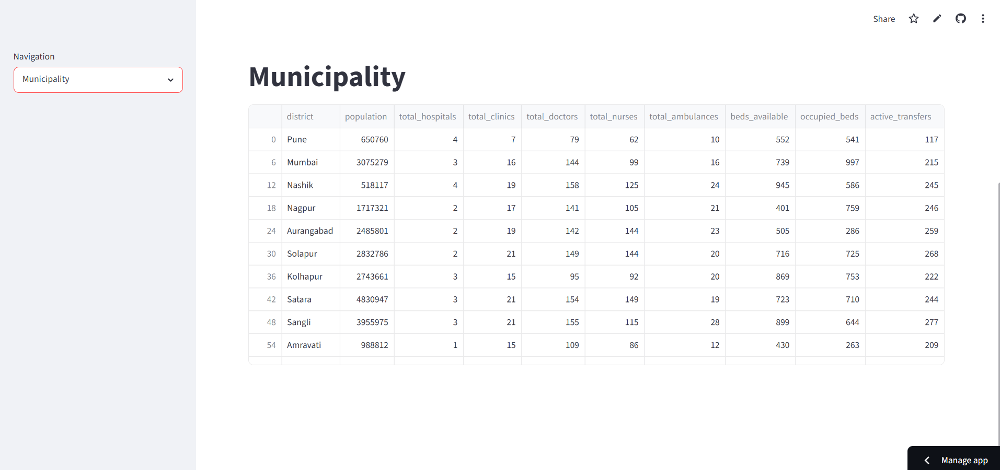 Share
Navigation
Municipality
Municipality
district population total_hospitals total_clinics total_doctors total_nurses total_ambulances beds_available occupied_beds active_transfers
0 Pune 650760 4 7 79 62 10 552 541 117
6 Mumbai 3075279 3 16 144 99 16 739 997 215
12 Nashik 518117 4 19 158 125 24 945 586 245
18 Nagpur 1717321 2 17 141 105 21 401 759 246
24 Aurangabad 2485801 2 19 142 144 23 505 286 259
30 Solapur 2832786 2 21 149 144 20 716 725 268
36 Kolhapur 2743661 3 15 95 92 20 869 753 222
42 Satara 4830947 3 21 154 149 19 723 710 244
48 Sangli 3955975 3 21 155 115 28 899 644 277
54 Amravati 988812 1 15 109 86 12 430 263 209
Manage app